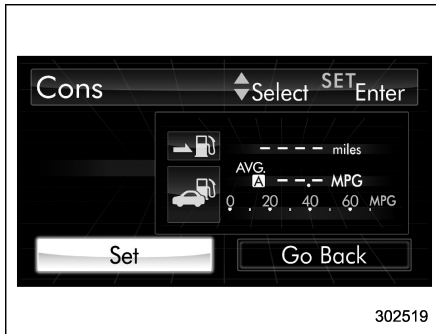 Cons Select SET Enter
---- miles
AVG.
A --.- MPG
0 . 20 . 40 . 60 MPG
Set Go Back
302519